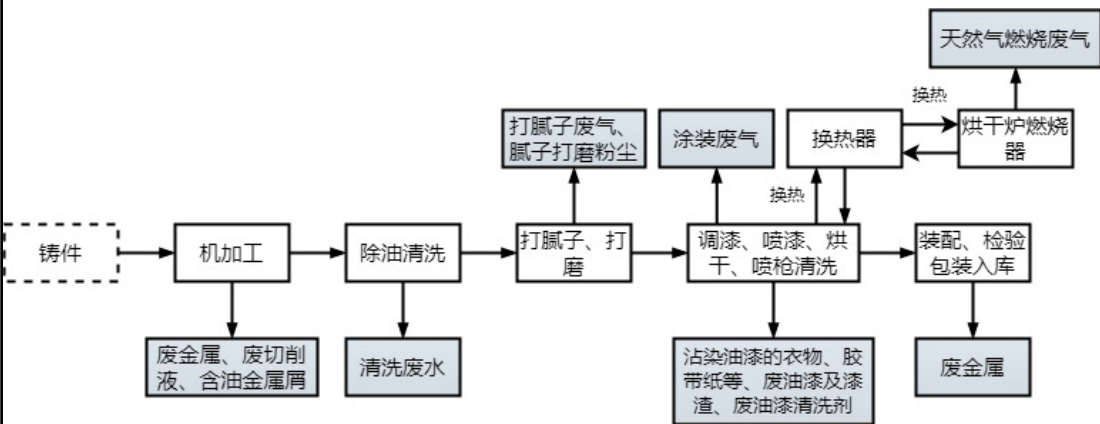 天然气燃烧废气
换热
打腻子废气、
腻子打磨粉尘
涂装废气
换热器
烘干炉燃烧
器
换热
铸件
机加工
除油清洗
打腻子、打
磨
调漆、喷漆、烘
干、喷枪清洗
装配、检验
包装入库
废金属、废切削
液、含油金属屑
清洗废水
沾染油漆的衣物、胶
带纸等、废油漆及漆
渣、废油漆清洗剂
废金属